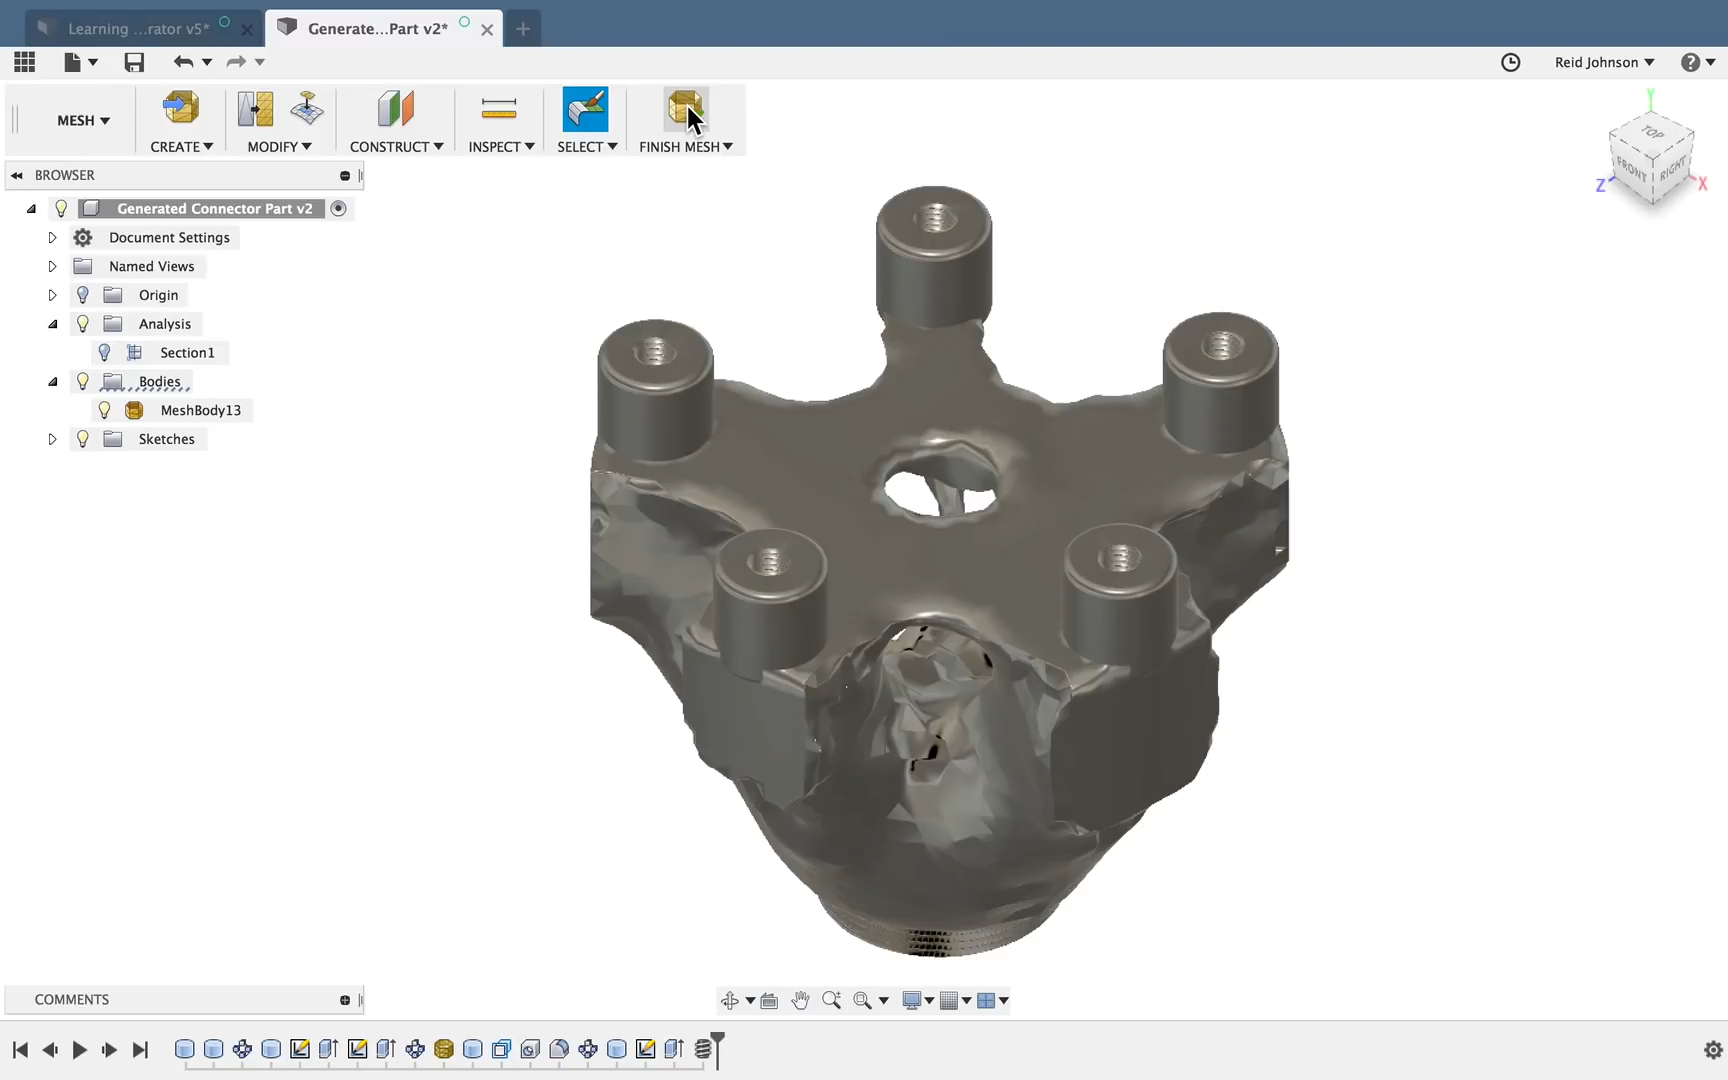 Learning ...rator v5*
Generate...Part v2*
Reid Johnson
MESH
CREATE
MODIFY
CONSTRUCT
INSPECT
SELECT
FINISH MESH
Y
TOP
FRONT
RIGHT
Z
X
BROWSER
Generated Connector Part v2
Document Settings
Named Views
Origin
Analysis
Section1
Bodies
MeshBody13
Sketches
COMMENTS